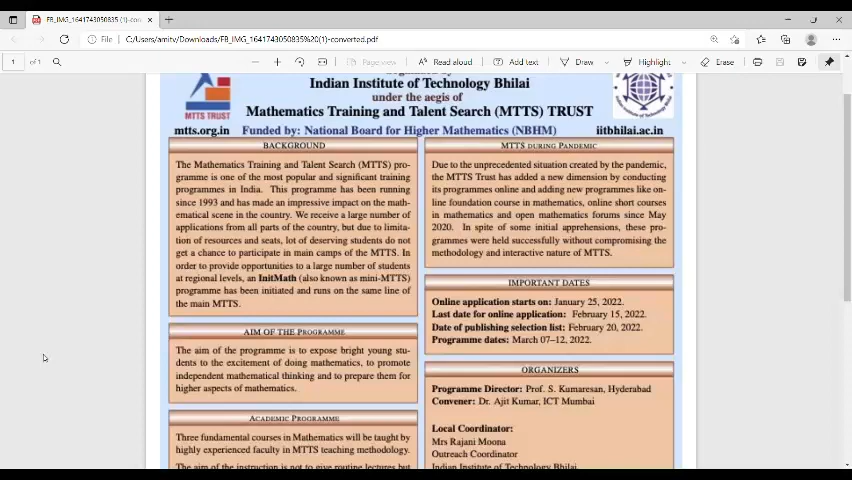 FB_IMG_1641743050835 (1)-con
File
C:/Users/amitv/Downloads/FB_IMG_1641743050835%20(1)-converted.pdf
1 of 1
Page view
Read aloud
Add text
Draw
Highlight
Erase
Indian Institute of Technology Bhilai
under the aegis of
Mathematics Training and Talent Search (MTTS) TRUST
MTTS TRUST
mtts.org.in Funded by: National Board for Higher Mathematics (NBHM) iitbhilai.ac.in
BACKGROUND
The Mathematics Training and Talent Search (MTTS) pro-
gramme is one of the most popular and significant training
programmes in India. This programme has been running
since 1993 and has made an impressive impact on the math-
ematical scene in the country. We receive a large number of
applications from all parts of the country, but due to limita-
tion of resources and seats, lot of deserving students do not
get a chance to participate in main camps of the MTTS. In
order to provide opportunities to a large number of students
at regional levels, an InitMath (also known as mini-MTTS)
programme has been initiated and runs on the same line of
the main MTTS.
AIM OF THE PROGRAMME
The aim of the programme is to expose bright young stu-
dents to the excitement of doing mathematics, to promote
independent mathematical thinking and to prepare them for
higher aspects of mathematics.
ACADEMIC PROGRAMME
Three fundamental courses in Mathematics will be taught by
highly experienced faculty in MTTS teaching methodology.
The aim of the instruction is not to give routine lectures but
MTTS DURING PANDEMIC
Due to the unprecedented situation created by the pandemic,
the MTTS Trust has added a new dimension by conducting
its programmes online and adding new programmes like on-
line foundation course in mathematics, online short courses
in mathematics and open mathematics forums since May
2020. In spite of some initial apprehensions, these pro-
grammes were held successfully without compromising the
methodology and interactive nature of MTTS.
IMPORTANT DATES
Online application starts on: January 25, 2022.
Last date for online application: February 15, 2022.
Date of publishing selection list: February 20, 2022.
Programme dates: March 07–12, 2022.
ORGANIZERS
Programme Director: Prof. S. Kumaresan, Hyderabad
Convener: Dr. Ajit Kumar, ICT Mumbai
Local Coordinator:
Mrs Rajani Moona
Outreach Coordinator
Indian Institute of Technology Bhilai